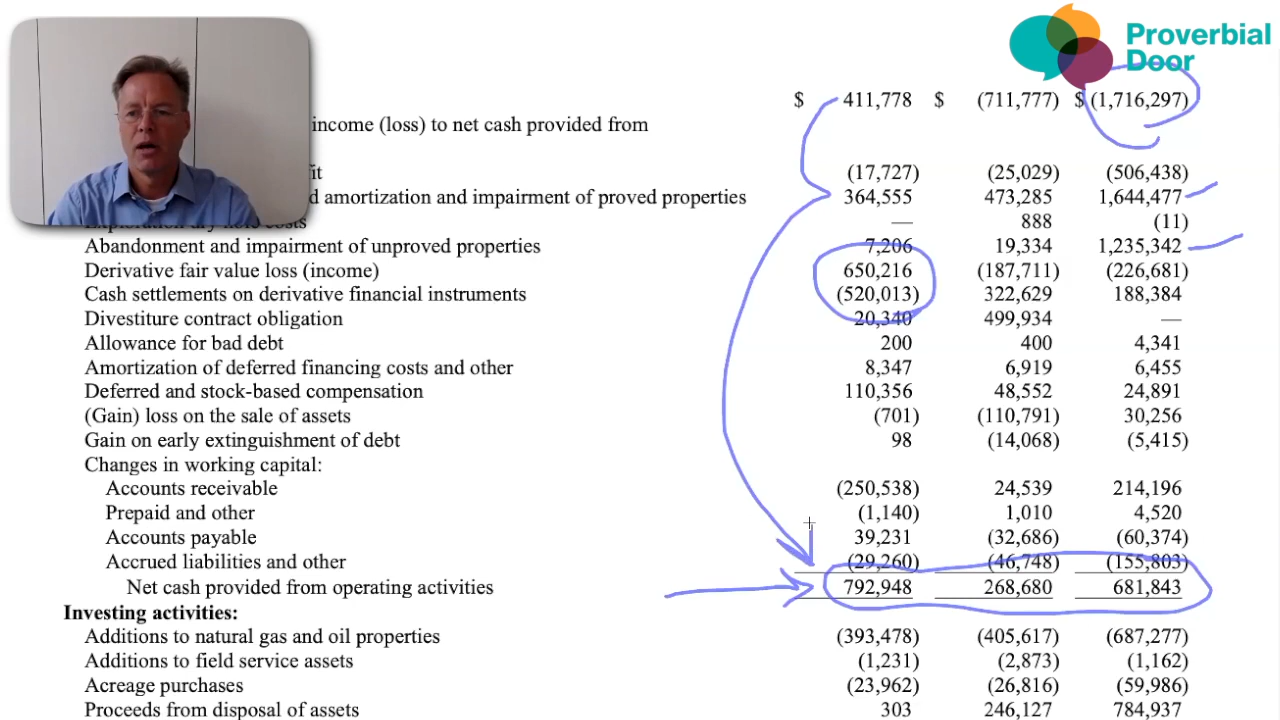 Proverbial
Door
$ 411,778 $ (711,777) $ (1,716,297)
income (loss) to net cash provided from
(17,727) (25,029) (506,438)
amortization and impairment of proved properties 364,555 473,285 1,644,477
— 888 (11)
Abandonment and impairment of unproved properties 7,206 19,334 1,235,342
Derivative fair value loss (income) 650,216 (187,711) (226,681)
Cash settlements on derivative financial instruments (520,013) 322,629 188,384
Divestiture contract obligation 20,340 499,934 —
Allowance for bad debt 200 400 4,341
Amortization of deferred financing costs and other 8,347 6,919 6,455
Deferred and stock-based compensation 110,356 48,552 24,891
(Gain) loss on the sale of assets (701) (110,791) 30,256
Gain on early extinguishment of debt 98 (14,068) (5,415)
Changes in working capital:
Accounts receivable (250,538) 24,539 214,196
Prepaid and other (1,140) 1,010 4,520
Accounts payable 39,231 (32,686) (60,374)
Accrued liabilities and other (29,260) (46,748) (155,803)
Net cash provided from operating activities 792,948 268,680 681,843
Investing activities:
Additions to natural gas and oil properties (393,478) (405,617) (687,277)
Additions to field service assets (1,231) (2,873) (1,162)
Acreage purchases (23,962) (26,816) (59,986)
Proceeds from disposal of assets 303 246,127 784,937